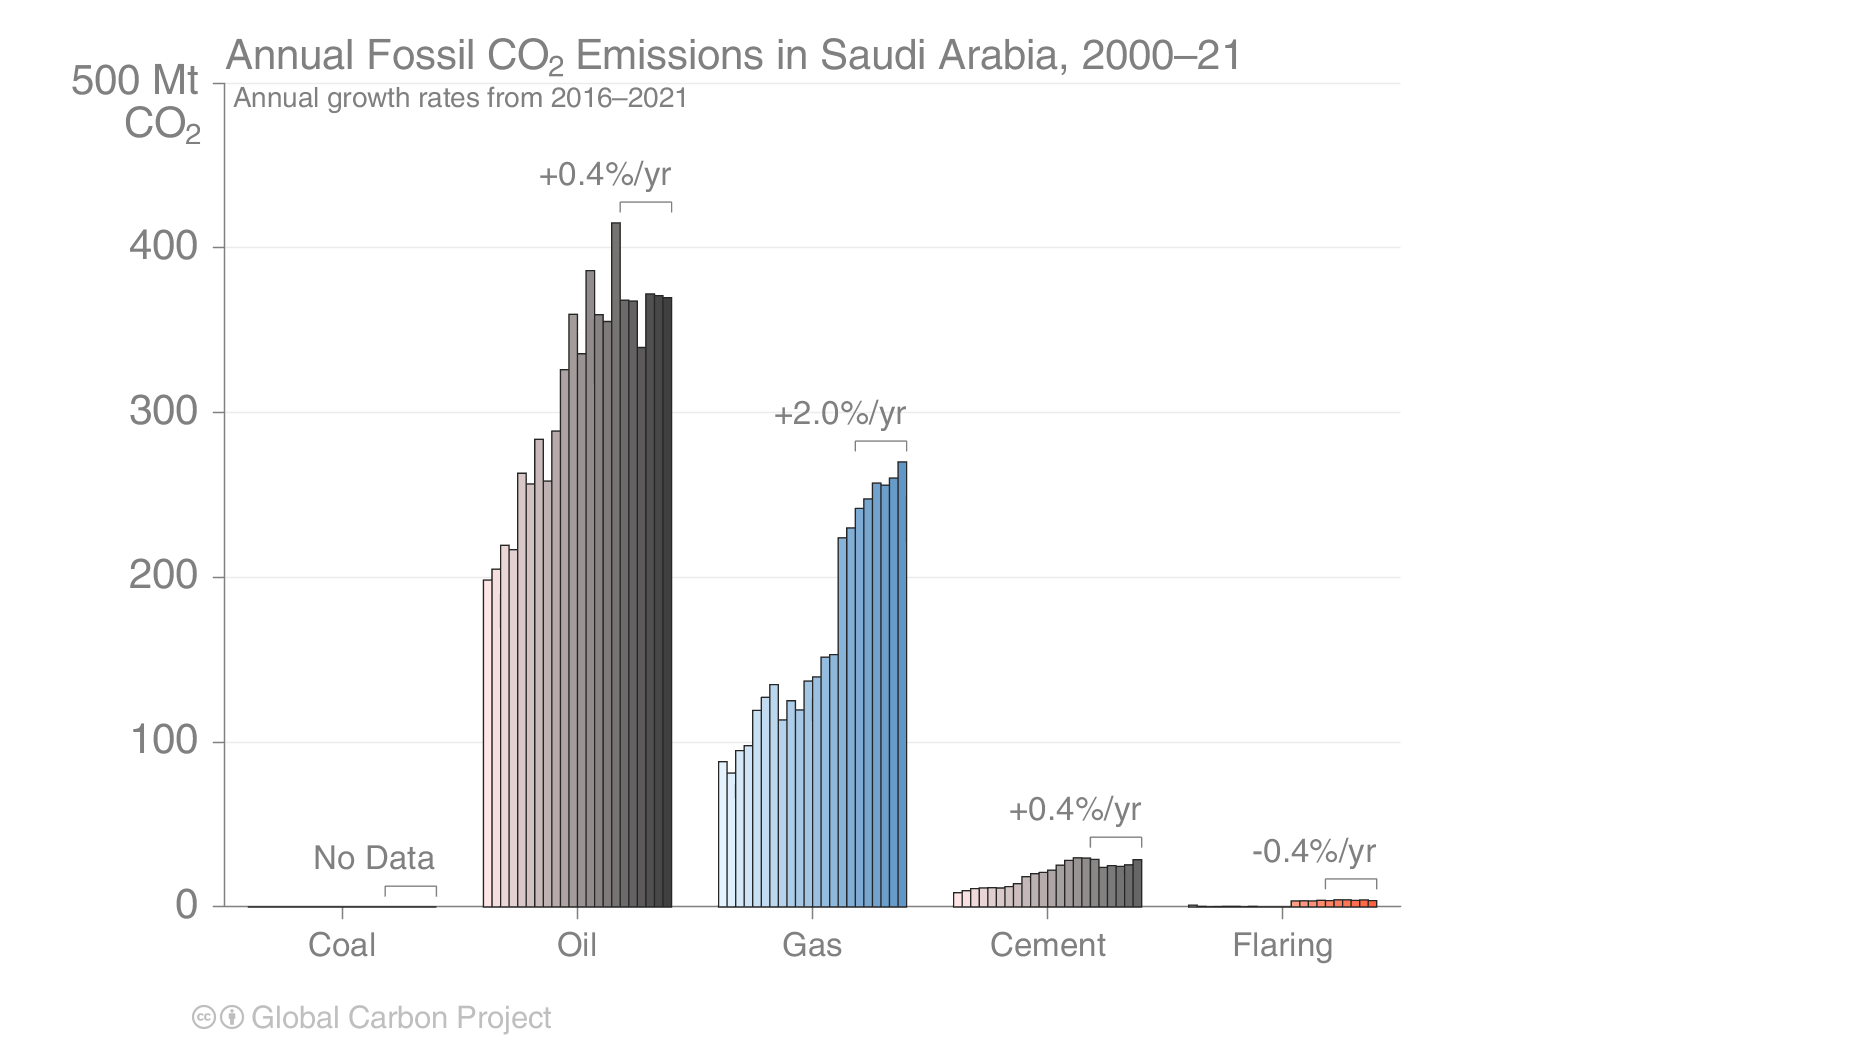 Annual Fossil CO₂ Emissions in Saudi Arabia, 2000–21
Annual growth rates from 2016–2021
500 Mt
CO₂
400
300
200
100
0
No Data
+0.4%/yr
+2.0%/yr
+0.4%/yr
-0.4%/yr
Coal
Oil
Gas
Cement
Flaring
cc Global Carbon Project